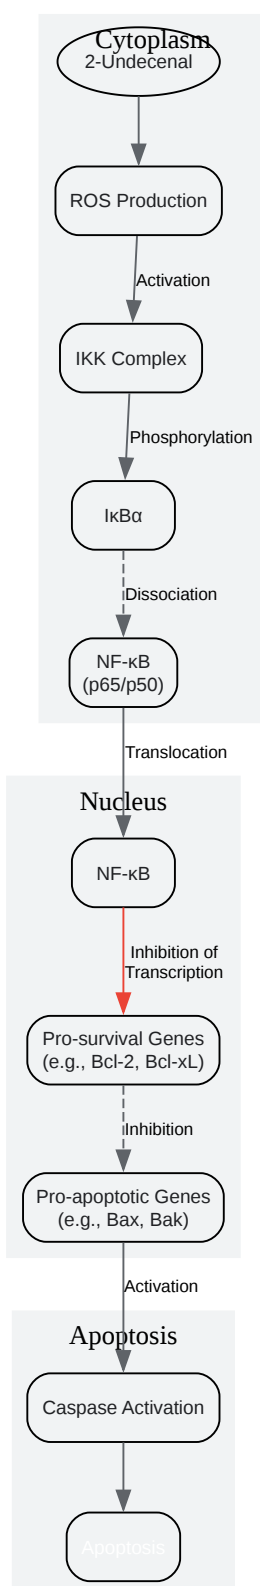 Cytoplasm
2-Undecenal
ROS Production
Activation
IKK Complex
Phosphorylation
IκBα
Dissociation
NF-κB
(p65/p50)
Translocation
Nucleus
NF-κB
Inhibition of
Transcription
Pro-survival Genes
(e.g., Bcl-2, Bcl-xL)
Inhibition
Pro-apoptotic Genes
(e.g., Bax, Bak)
Activation
Apoptosis
Caspase Activation
Apoptosis